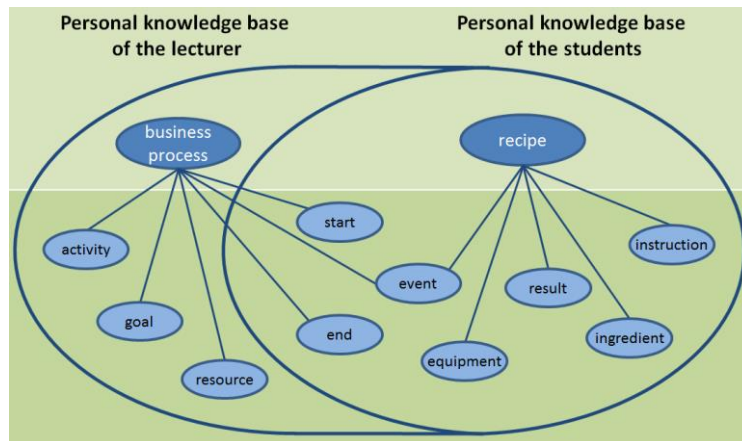 Personal knowledge base
of the lecturer
Personal knowledge base
of the students
business
process
recipe
start
activity
instruction
event
result
goal
end
ingredient
equipment
resource